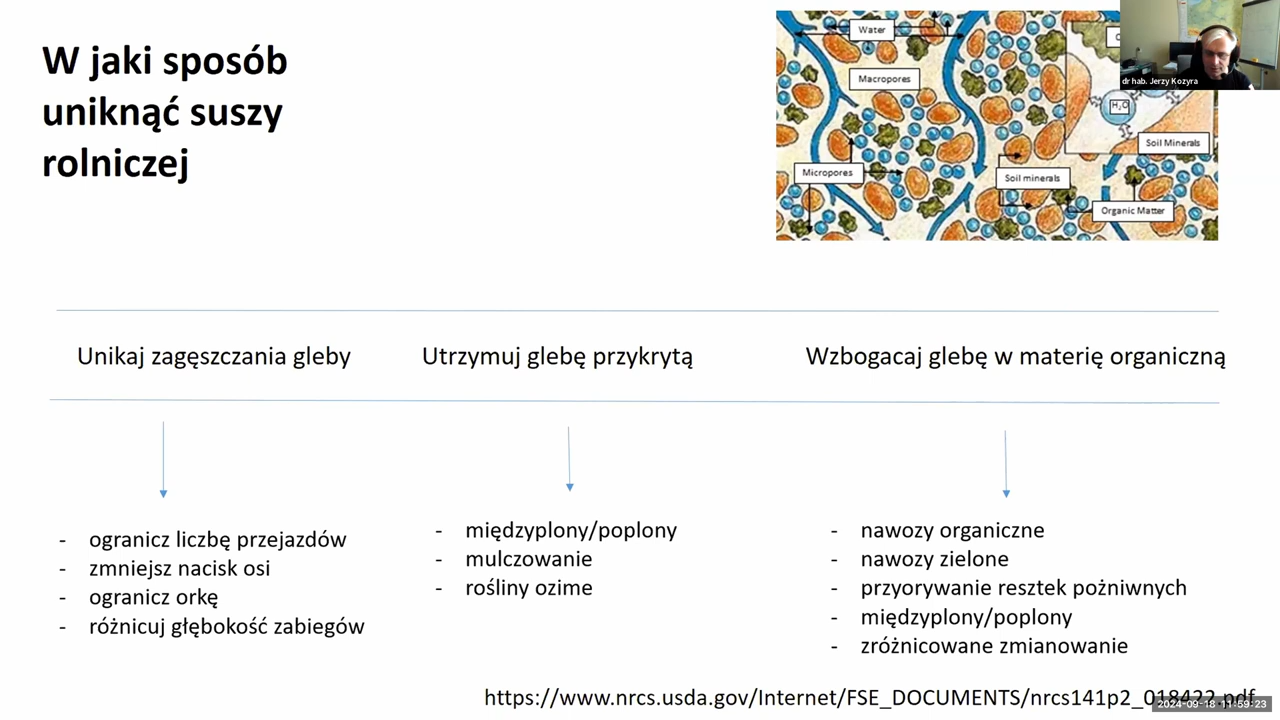 W jaki sposób
uniknąć suszy
rolniczej
Water
Macropores
Micropores
Soil minerals
Organic Matter
H₂O
Soil Minerals
dr hab. Jerzy Kozyra
Unikaj zagęszczania gleby
Utrzymuj glebę przykrytą
Wzbogacaj glebę w materię organiczną
- ogranicz liczbę przejazdów
- zmniejsz nacisk osi
- ogranicz orkę
- różnicuj głębokość zabiegów
- międzyplony/poplony
- mulczowanie
- rośliny ozime
- nawozy organiczne
- nawozy zielone
- przyorywanie resztek pożniwnych
- międzyplony/poplony
- zróżnicowane zmianowanie
https://www.nrcs.usda.gov/Internet/FSE_DOCUMENTS/nrcs141p2_018422.pdf
2024-09-18 11:59:23